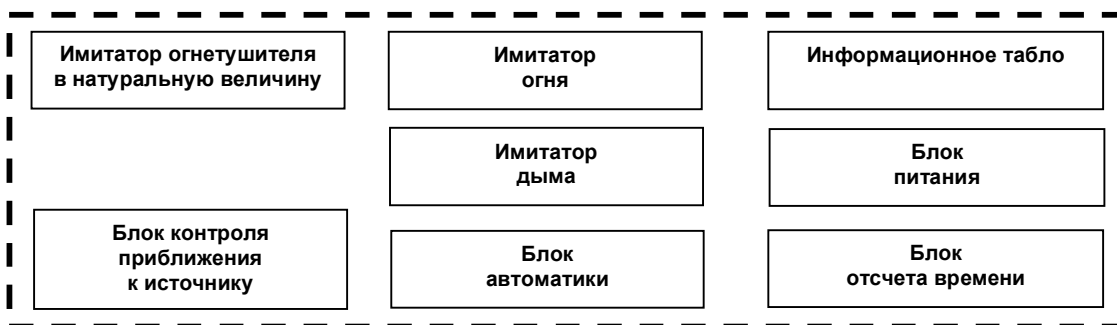 Имитатор огнетушителя
в натуральную величину
Имитатор
огня
Информационное табло
Имитатор
дыма
Блок
питания
Блок контроля
приближения
к источнику
Блок
автоматики
Блок
отсчета времени